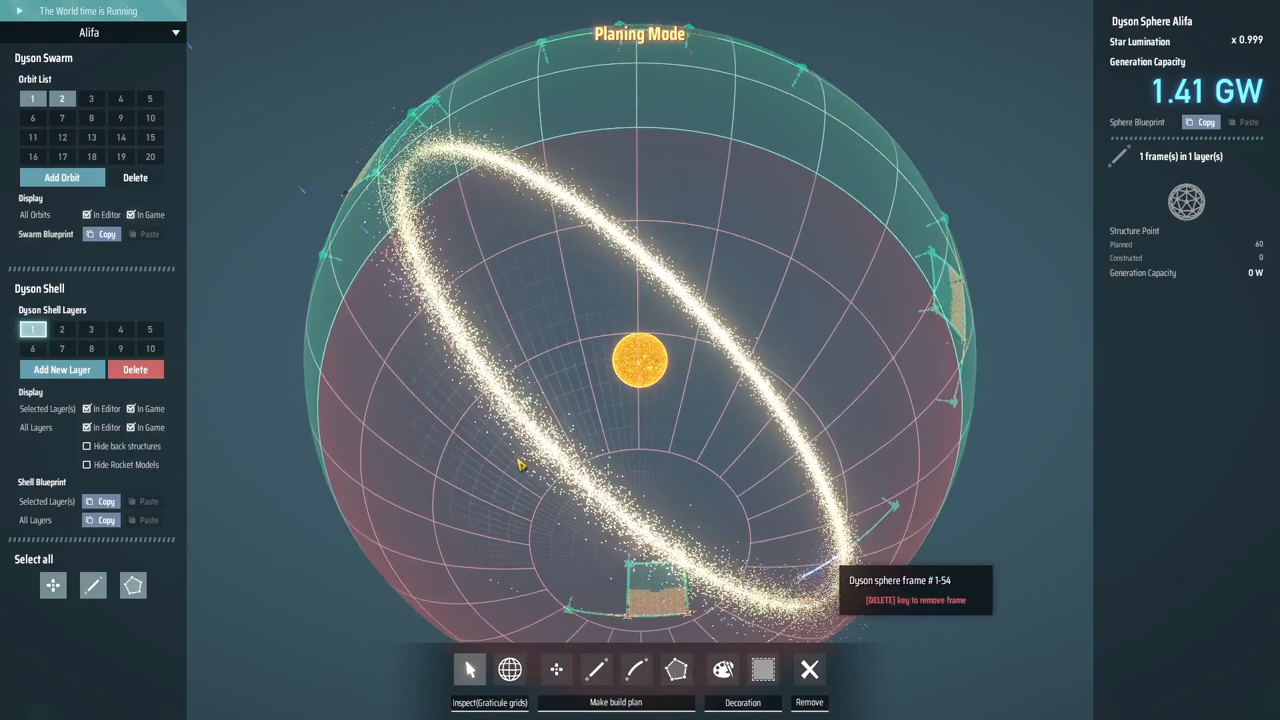 The World time is Running
Alifa
Dyson Swarm
Orbit List
1 2 3 4 5
6 7 8 9 10
11 12 13 14 15
16 17 18 19 20
Add Orbit Delete
Display
All Orbits In Editor In Game
Swarm Blueprint Copy Paste
Dyson Shell
Dyson Shell Layers
1 2 3 4 5
6 7 8 9 10
Add New Layer Delete
Display
Selected Layer(s) In Editor In Game
All Layers In Editor In Game
Hide back structures
Hide Rocket Models
Shell Blueprint
Selected Layer(s) Copy Paste
All Layers Copy Paste
Select all
Planing Mode
Dyson sphere frame # 1-54
[DELETE] key to remove frame
Inspect(Graticule grids) Make build plan Decoration Remove
Dyson Sphere Alifa
Star Lumination x 0.999
Generation Capacity
1.41 GW
Sphere Blueprint Copy Paste
1 frame(s) in 1 layer(s)
Structure Point
Planned 60
Constructed 0
Generation Capacity 0 W